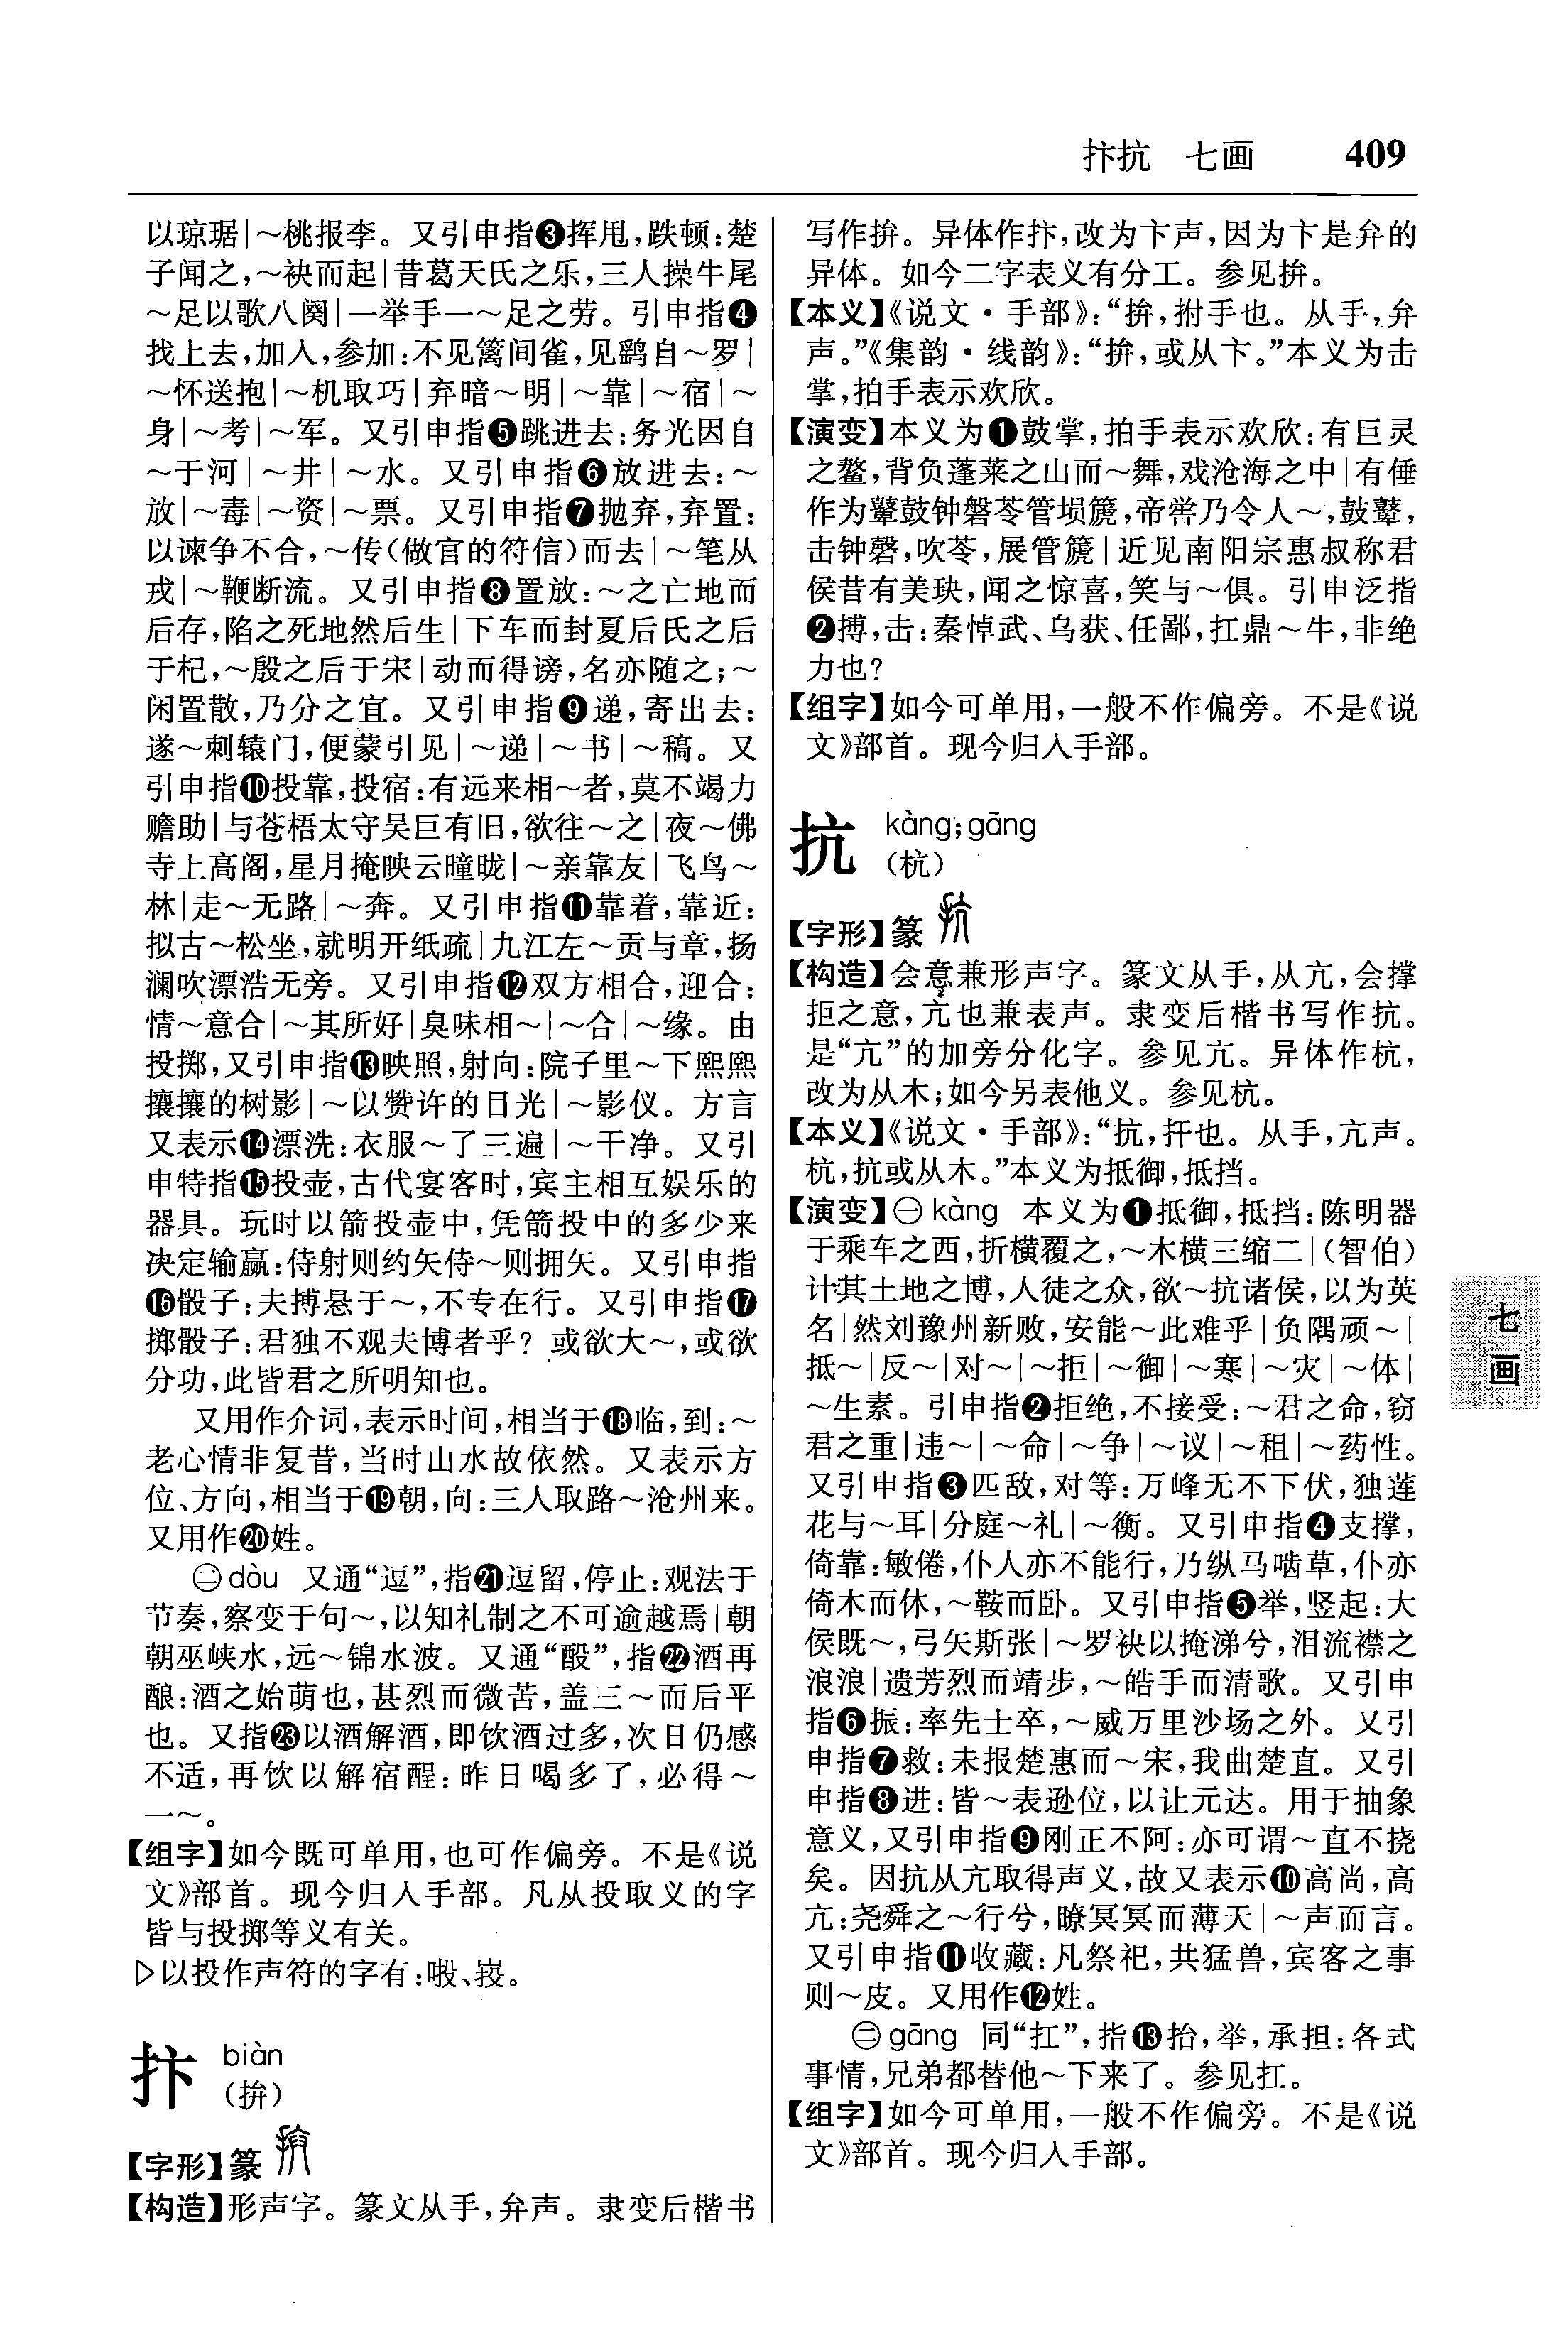 抃抗 七画 409
以琼琚|～桃报李。又引申指❸挥甩,跌顿:楚
子闻之,～袂而起|昔葛天氏之乐,三人操牛尾
～足以歌八阕|一举手一～足之劳。引申指❹
找上去,加入,参加:不见篱间雀,见鹞自～罗|
～怀送抱|～机取巧|弃暗～明|～靠|～宿|～
身|～考|～军。又引申指❺跳进去:务光因自
～于河|～井|～水。又引申指❻放进去:～
放|～毒|～资|～票。又引申指❼抛弃,弃置:
以谏争不合,～传(做官的符信)而去|～笔从
戎|～鞭断流。又引申指❽置放:～之亡地而
后存,陷之死地然后生|下车而封夏后氏之后
于杞,～殷之后于宋|动而得谤,名亦随之;～
闲置散,乃分之宜。又引申指❾递,寄出去:
遂～刺辕门,便蒙引见|～递|～书|～稿。又
引申指❿投靠,投宿:有远来相～者,莫不竭力
赡助|与苍梧太守吴巨有旧,欲往～之|夜～佛
寺上高阁,星月掩映云瞳昽|～亲靠友|飞鸟～
林|走～无路|～奔。又引申指⓫靠着,靠近:
拟古～松坐,就明开纸疏|九江左～贡与章,扬
澜吹漂浩无旁。又引申指⓬双方相合,迎合:
情～意合|～其所好|臭味相～|～合|～缘。由
投掷,又引申指⓭映照,射向:院子里～下熙熙
攘攘的树影|～以赞许的目光|～影仪。方言
又表示⓮漂洗:衣服～了三遍|～干净。又引
申特指⓯投壶,古代宴客时,宾主相互娱乐的
器具。玩时以箭投壶中,凭箭投中的多少来
决定输赢:侍射则约矢侍～则拥矢。又引申指
⓰骰子:夫搏悬于～,不专在行。又引申指⓱
掷骰子:君独不观夫博者乎?或欲大～,或欲
分功,此皆君之所明知也。
又用作介词,表示时间,相当于⓲临,到:～
老心情非复昔,当时山水故依然。又表示方
位、方向,相当于⓳朝,向:三人取路～沧州来。
又用作⓴姓。
㊁dòu 又通“逗”,指㉑逗留,停止:观法于
节奏,察变于句～,以知礼制之不可逾越焉|朝
朝巫峡水,远～锦水波。又通“酘”,指㉒酒再
酿:酒之始萌也,甚烈而微苦,盖三～而后平
也。又指㉓以酒解酒,即饮酒过多,次日仍感
不适,再饮以解宿酲:昨日喝多了,必得～
一～。
【组字】如今既可单用,也可作偏旁。不是《说
文》部首。现今归入手部。凡从投取义的字
皆与投掷等义有关。
▷以投作声符的字有:㗖、㟎。
抃 biàn
(拚)
【字形】篆
【构造】形声字。篆文从手,弁声。隶变后楷书
写作拚。异体作抃,改为卞声,因为卞是弁的
异体。如今二字表义有分工。参见拚。
【本义】《说文·手部》:“拚,拊手也。从手,弁
声。”《集韵·线韵》:“拚,或从卞。”本义为击
掌,拍手表示欢欣。
【演变】本义为❶鼓掌,拍手表示欢欣:有巨灵
之鳌,背负蓬莱之山而～舞,戏沧海之中|有倕
作为鼙鼓钟磬苓管埙篪,帝喾乃令人～,鼓鼙,
击钟磬,吹苓,展管篪|近见南阳宗惠叔称君
侯昔有美玦,闻之惊喜,笑与～俱。引申泛指
❷搏,击:秦悼武、乌获、任鄙,扛鼎～牛,非绝
力也?
【组字】如今可单用,一般不作偏旁。不是《说
文》部首。现今归入手部。
抗 kàng;gāng
(杭)
【字形】篆
【构造】会意兼形声字。篆文从手,从亢,会撑
拒之意,亢也兼表声。隶变后楷书写作抗。
是“亢”的加旁分化字。参见亢。异体作杭,
改为从木;如今另表他义。参见杭。
【本义】《说文·手部》:“抗,扞也。从手,亢声。
杭,抗或从木。”本义为抵御,抵挡。
【演变】㊀kàng 本义为❶抵御,抵挡:陈明器
于乘车之西,折横覆之,～木横三缩二|(智伯)
计其土地之博,人徒之众,欲～抗诸侯,以为英
名|然刘豫州新败,安能～此难乎|负隅顽～|
抵～|反～|对～|～拒|～御|～寒|～灾|～体|
～生素。引申指❷拒绝,不接受:～君之命,窃
君之重|违～|～命|～争|～议|～租|～药性。
又引申指❸匹敌,对等:万峰无不下伏,独莲
花与～耳|分庭～礼|～衡。又引申指❹支撑,
倚靠:敏倦,仆人亦不能行,乃纵马啮草,仆亦
倚木而休,～鞍而卧。又引申指❺举,竖起:大
侯既～,弓矢斯张|～罗袂以掩涕兮,泪流襟之
浪浪|遗芳烈而靖步,～皓手而清歌。又引申
指❻振:率先士卒,～威万里沙场之外。又引
申指❼救:未报楚惠而～宋,我曲楚直。又引
申指❽进:皆～表逊位,以让元达。用于抽象
意义,又引申指❾刚正不阿:亦可谓～直不挠
矣。因抗从亢取得声义,故又表示❿高尚,高
亢:尧舜之～行兮,瞭冥冥而薄天|～声而言。
又引申指⓫收藏:凡祭祀,共猛兽,宾客之事
则～皮。又用作⓬姓。
㊁gāng 同“扛”,指⓭抬,举,承担:各式
事情,兄弟都替他～下来了。参见扛。
【组字】如今可单用,一般不作偏旁。不是《说
文》部首。现今归入手部。
七画